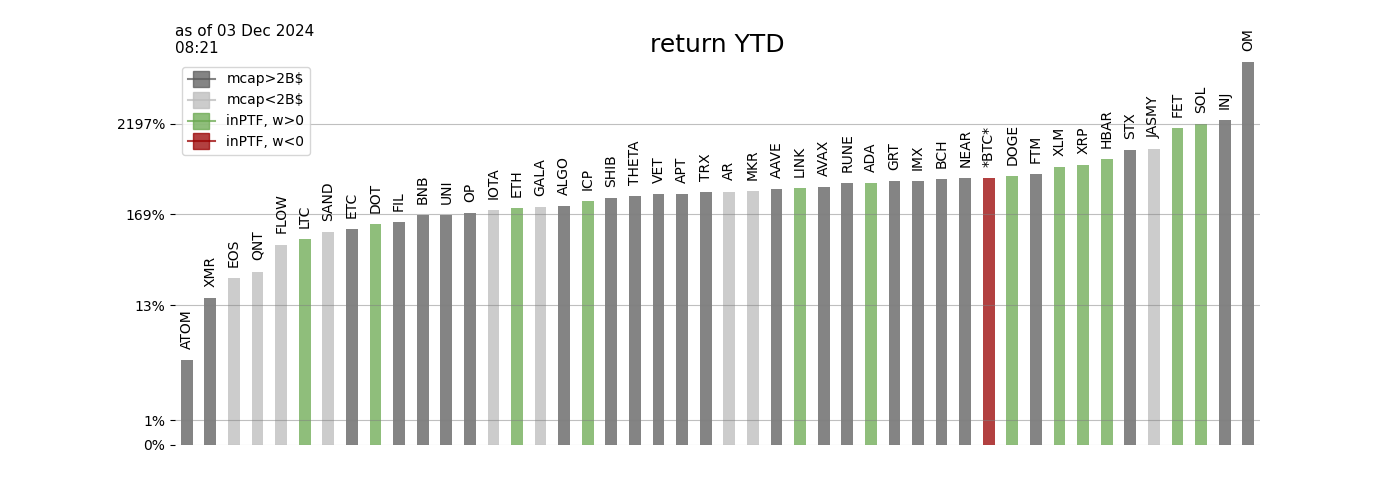 as of 03 Dec 2024
08:21
return YTD
mcap>2B$
mcap<2B$
inPTF, w>0
inPTF, w<0
2197%
169%
13%
1%
0%
ATOM
XMR
EOS
QNT
FLOW
LTC
SAND
ETC
DOT
FIL
BNB
UNI
OP
IOTA
ETH
GALA
ALGO
ICP
SHIB
THETA
VET
APT
TRX
AR
MKR
AAVE
LINK
AVAX
RUNE
ADA
GRT
IMX
BCH
NEAR
*BTC*
DOGE
FTM
XLM
XRP
HBAR
STX
JASMY
FET
SOL
INJ
OM